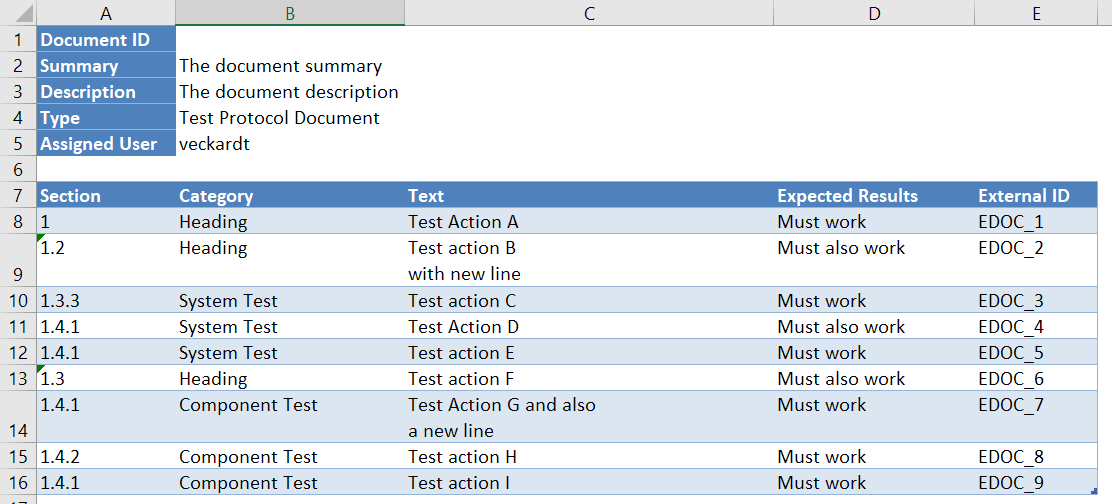 A B C D E
1 Document ID
2 Summary The document summary
3 Description The document description
4 Type Test Protocol Document
5 Assigned User veckardt
6
7 Section Category Text Expected Results External ID
8 1 Heading Test Action A Must work EDOC_1
1.2 Heading Test action B Must also work EDOC_2
9 with new line
10 1.3.3 System Test Test action C Must work EDOC_3
11 1.4.1 System Test Test Action D Must also work EDOC_4
12 1.4.1 System Test Test action E Must work EDOC_5
13 1.3 Heading Test action F Must also work EDOC_6
1.4.1 Component Test Test Action G and also Must work EDOC_7
14 a new line
15 1.4.2 Component Test Test action H Must work EDOC_8
16 1.4.1 Component Test Test action I Must work EDOC_9